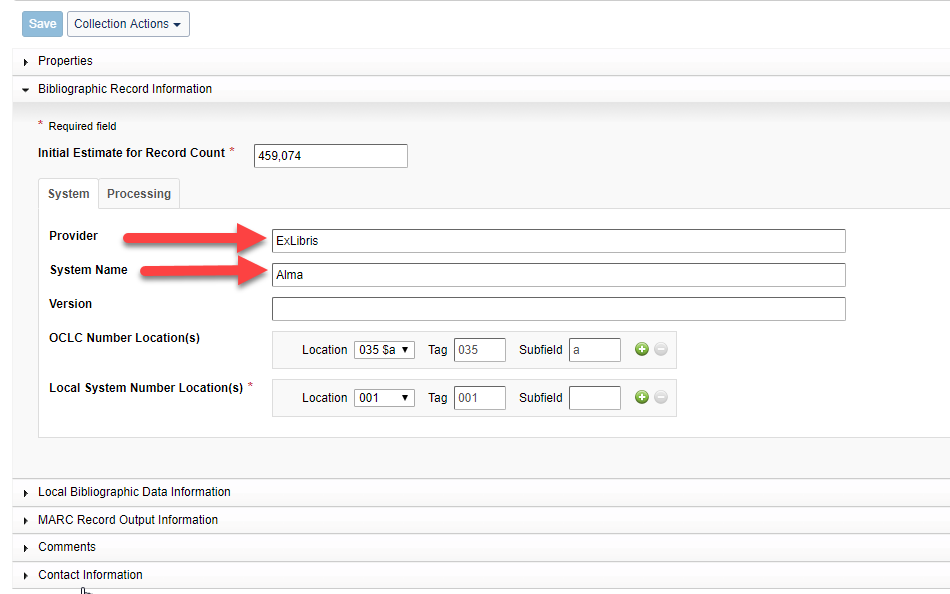 Save Collection Actions
Properties
Bibliographic Record Information
* Required field
Initial Estimate for Record Count * 459,074
System Processing
Provider ExLibris
System Name Alma
Version
OCLC Number Location(s) Location 035 $a Tag 035 Subfield a
Local System Number Location(s) * Location 001 Tag 001 Subfield
Local Bibliographic Data Information
MARC Record Output Information
Comments
Contact Information